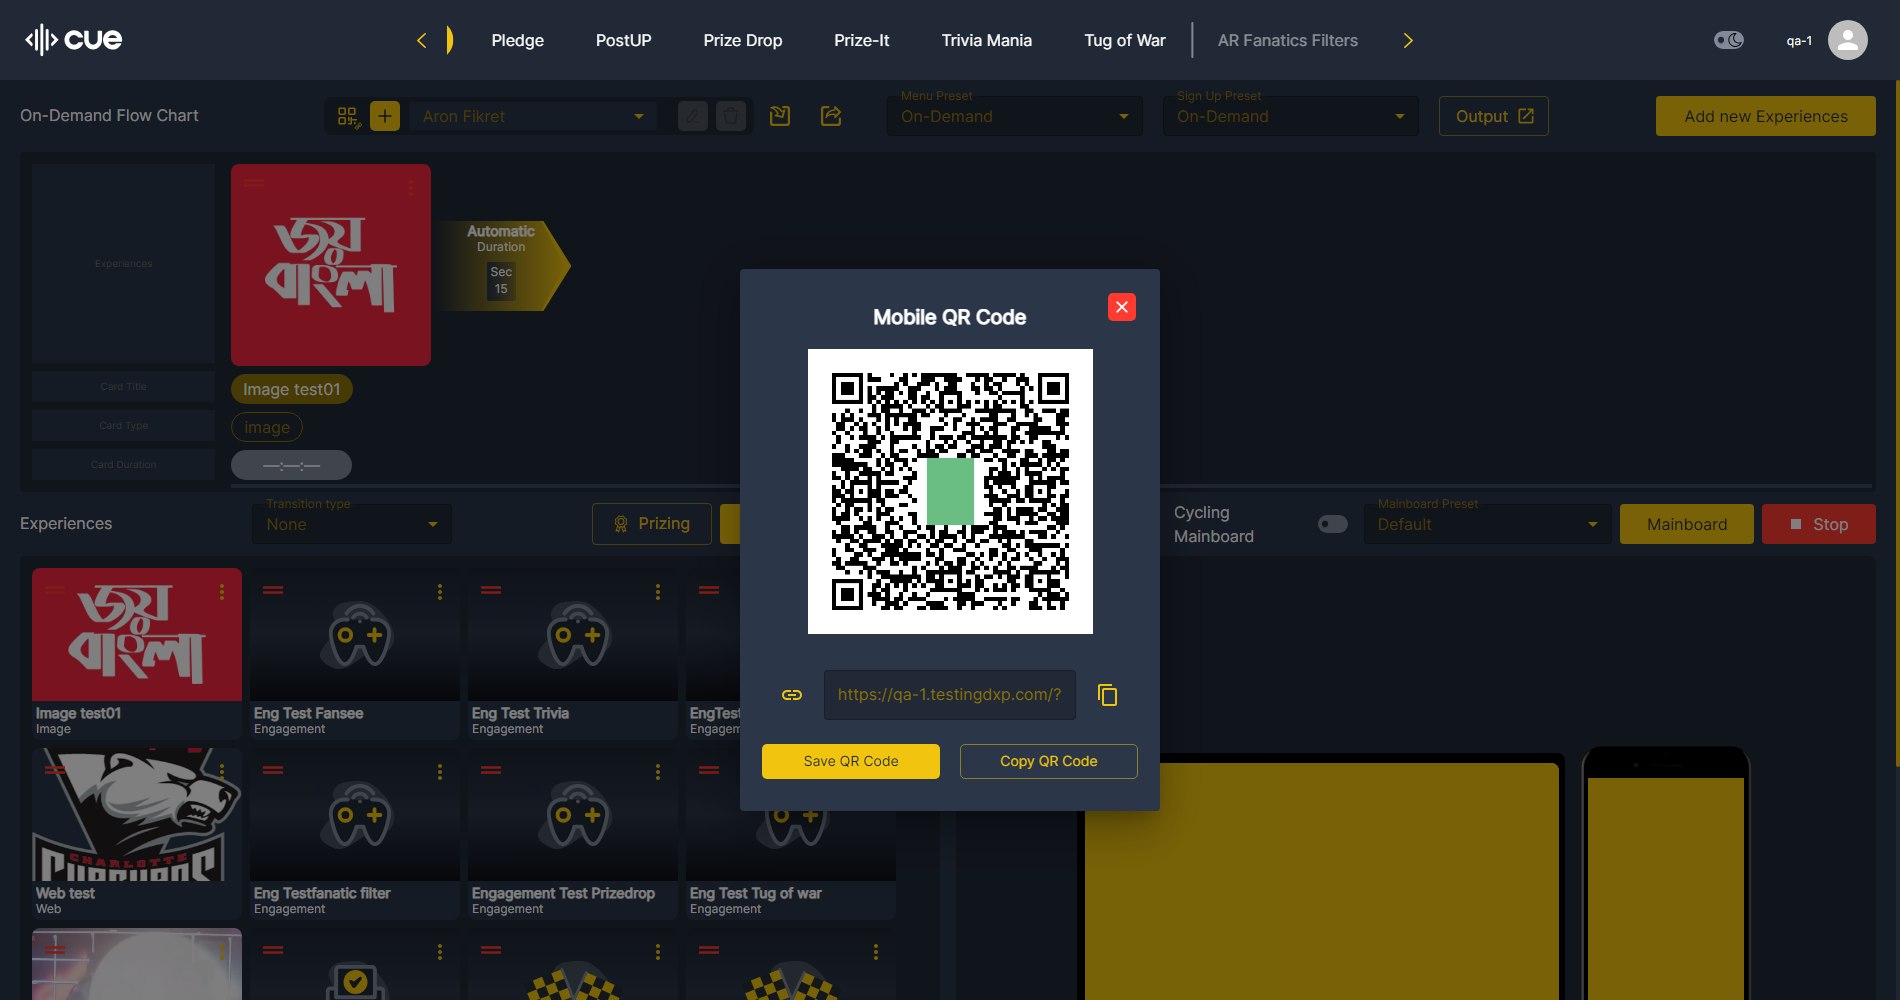 cue
Pledge
PostUP
Prize Drop
Prize-It
Trivia Mania
Tug of War
AR Fanatics Filters
qa-1
On-Demand Flow Chart
Aron Fikret
Menu Preset
On-Demand
Sign Up Preset
On-Demand
Output
Add new Experiences
Experiences
জয়
বাংলা
Automatic
Duration
Sec
15
Card Title
Image test01
Card Type
image
Card Duration
—:—:—
Mobile QR Code
https://qa-1.testingdxp.com/?
Save QR Code
Copy QR Code
Experiences
Transition type
None
Prizing
Cycling
Mainboard
Mainboard Preset
Default
Mainboard
Stop
জয়
বাংলা
Image test01
Image
Eng Test Fansee
Engagement
Eng Test Trivia
Engagement
EngTest
Engagement
CHARLOTTE
Web test
Web
Eng Testfanatic filter
Engagement
Engagement Test Prizedrop
Engagement
Eng Test Tug of war
Engagement